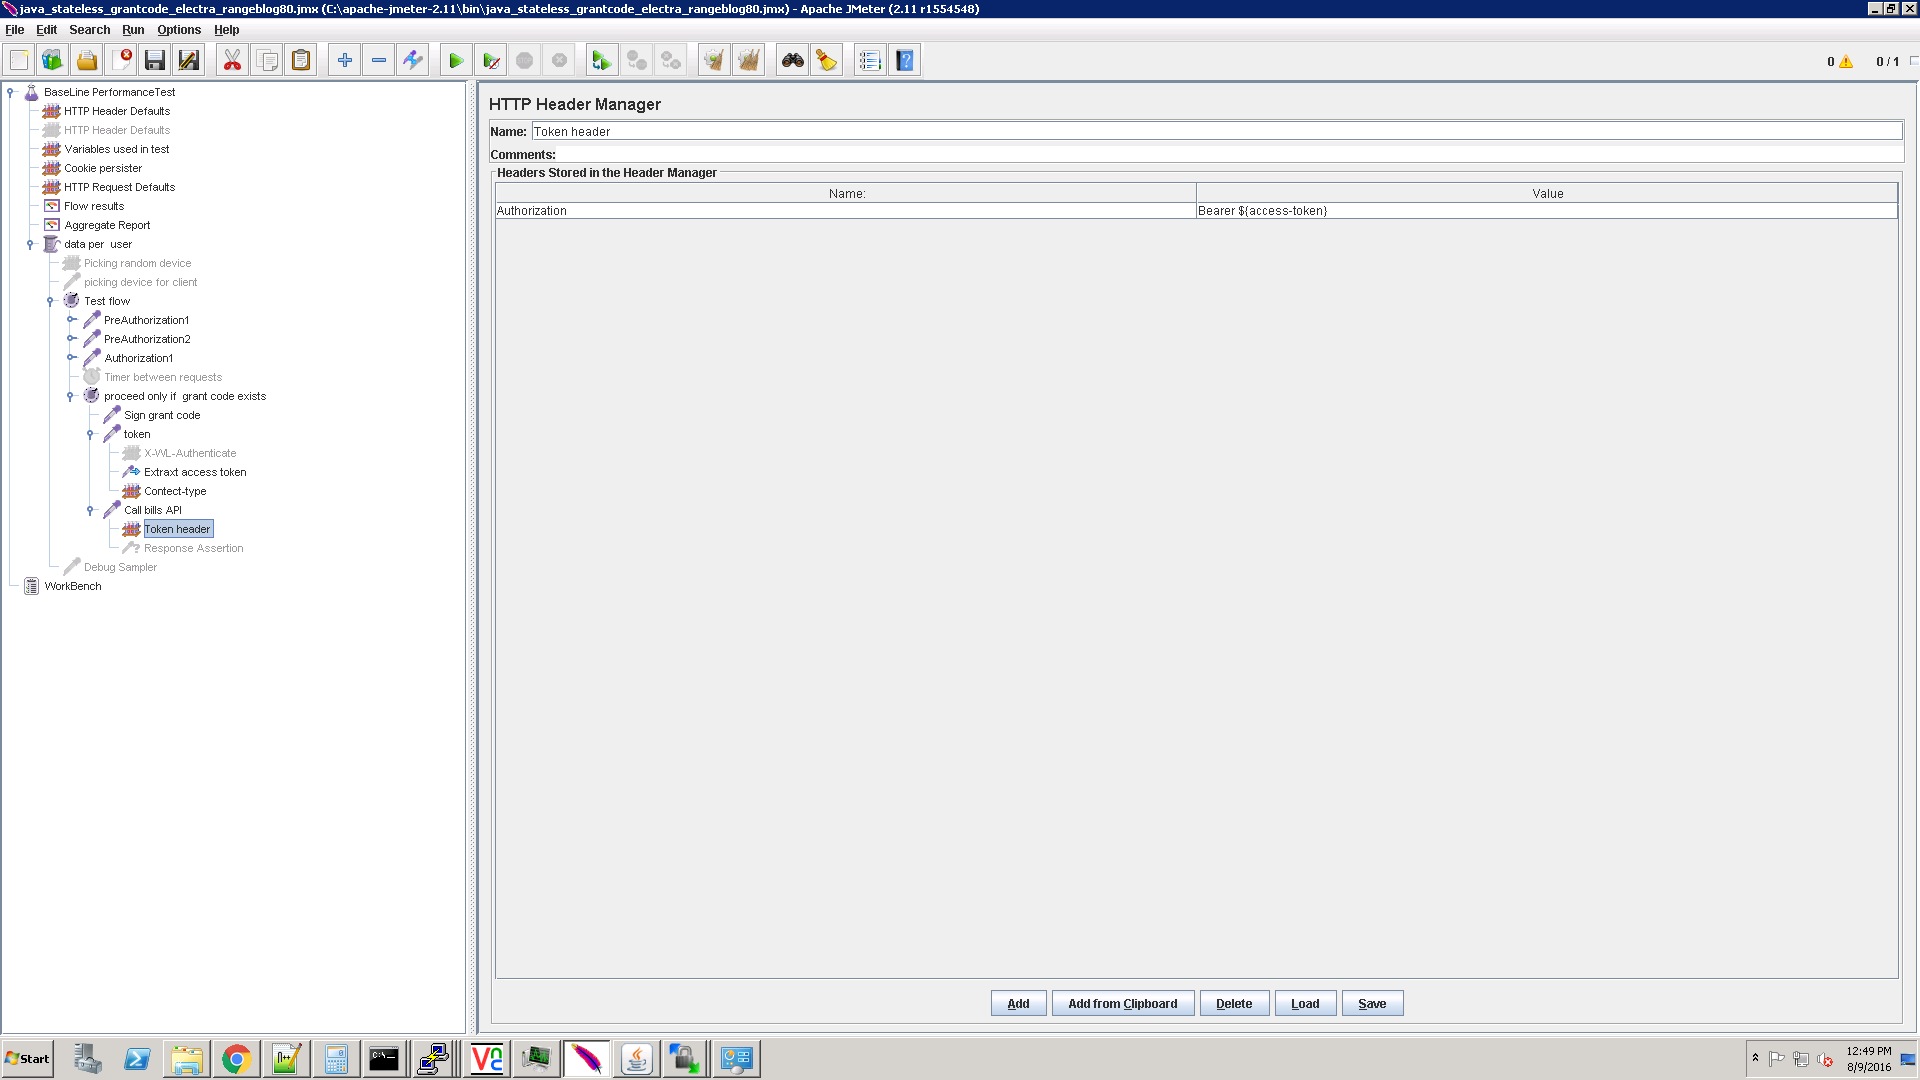 java_stateless_grantcode_electra_rangeblog80.jmx (C:\apache-jmeter-2.11\bin\java_stateless_grantcode_electra_rangeblog80.jmx) - Apache JMeter (2.11 r1554548)
File Edit Search Run Options Help
0 0 / 1
BaseLine PerformanceTest
HTTP Header Defaults
HTTP Header Defaults
Variables used in test
Cookie persister
HTTP Request Defaults
Flow results
Aggregate Report
data per user
Picking random device
picking device for client
Test flow
PreAuthorization1
PreAuthorization2
Authorization1
Timer between requests
proceed only if grant code exists
Sign grant code
token
X-WL-Authenticate
Extraxt access token
Contect-type
Call bills API
Token header
Response Assertion
Debug Sampler
WorkBench
HTTP Header Manager
Name: Token header
Comments:
Headers Stored in the Header Manager
Name: Value
Authorization Bearer ${access-token}
Add Add from Clipboard Delete Load Save
Start
12:49 PM
8/9/2016